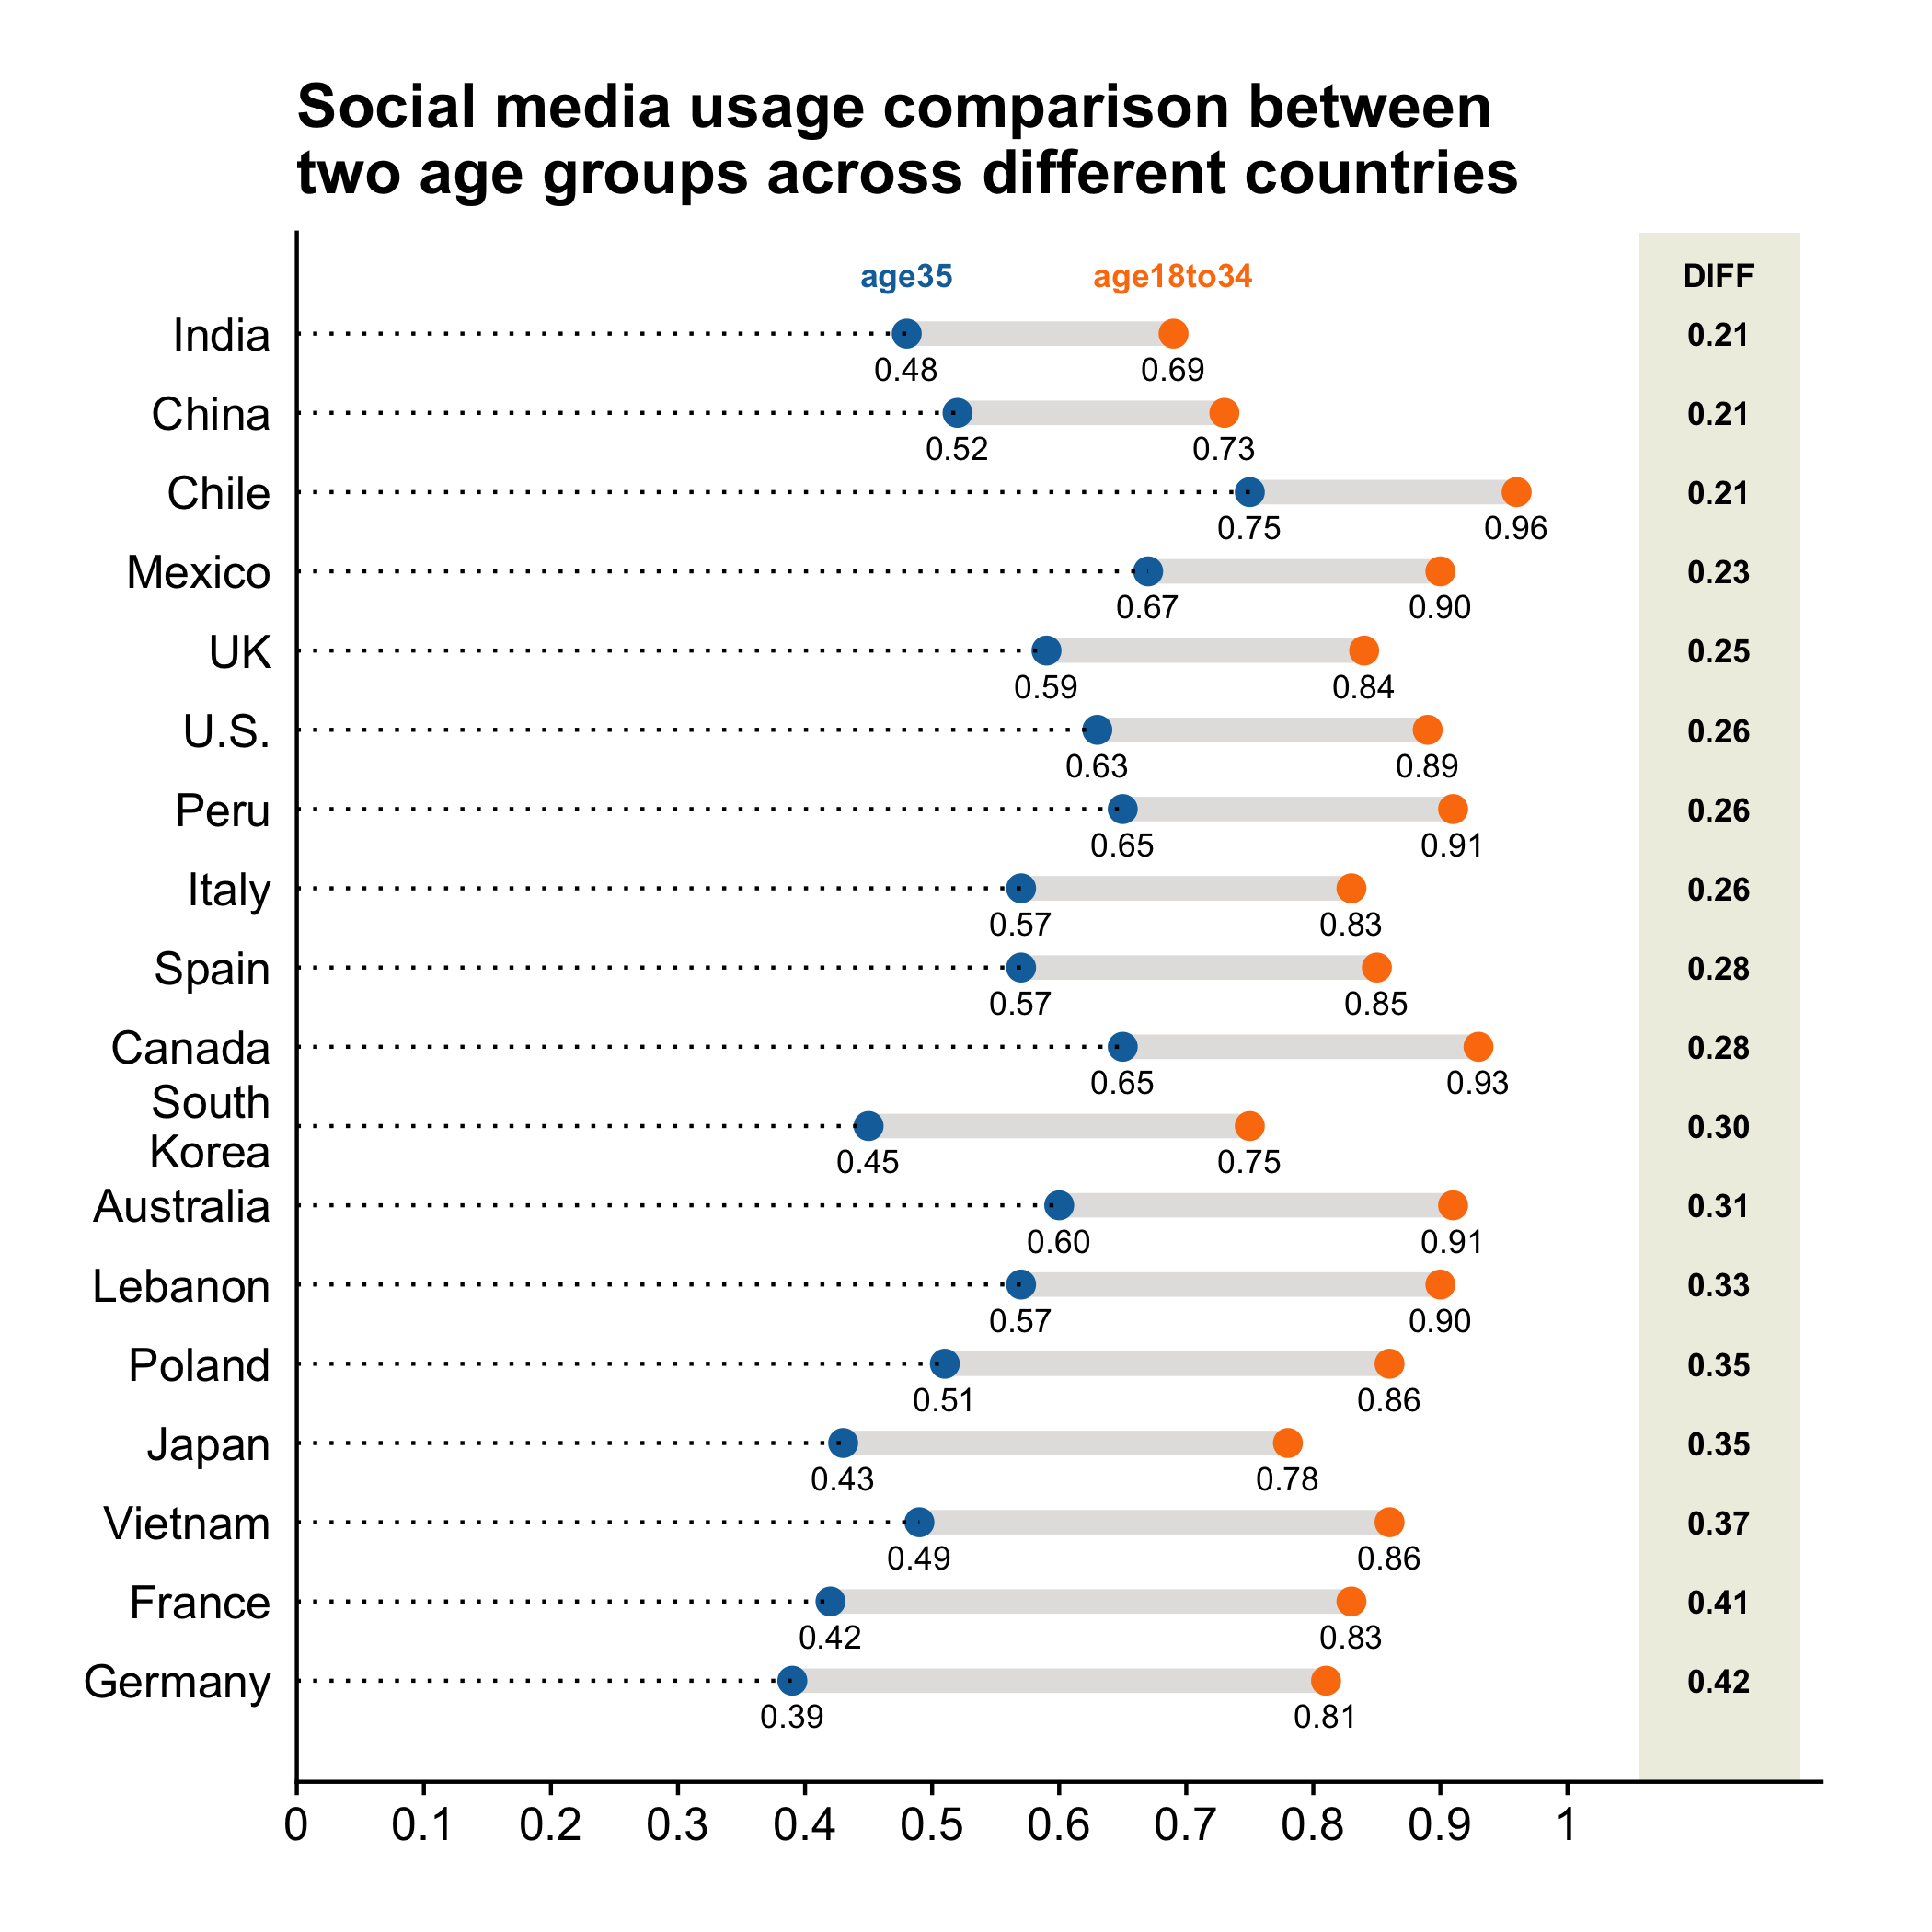 Social media usage comparison between
two age groups across different countries
age35 age18to34 DIFF
India 0.21
0.48 0.69
China 0.21
0.52 0.73
Chile 0.21
0.75 0.96
Mexico 0.23
0.67 0.90
UK 0.25
0.59 0.84
U.S. 0.26
0.63 0.89
Peru 0.26
0.65 0.91
Italy 0.26
0.57 0.83
Spain 0.28
0.57 0.85
Canada 0.28
0.65 0.93
South
Korea 0.30
0.45 0.75
Australia 0.31
0.60 0.91
Lebanon 0.33
0.57 0.90
Poland 0.35
0.51 0.86
Japan 0.35
0.43 0.78
Vietnam 0.37
0.49 0.86
France 0.41
0.42 0.83
Germany 0.42
0.39 0.81
0 0.1 0.2 0.3 0.4 0.5 0.6 0.7 0.8 0.9 1